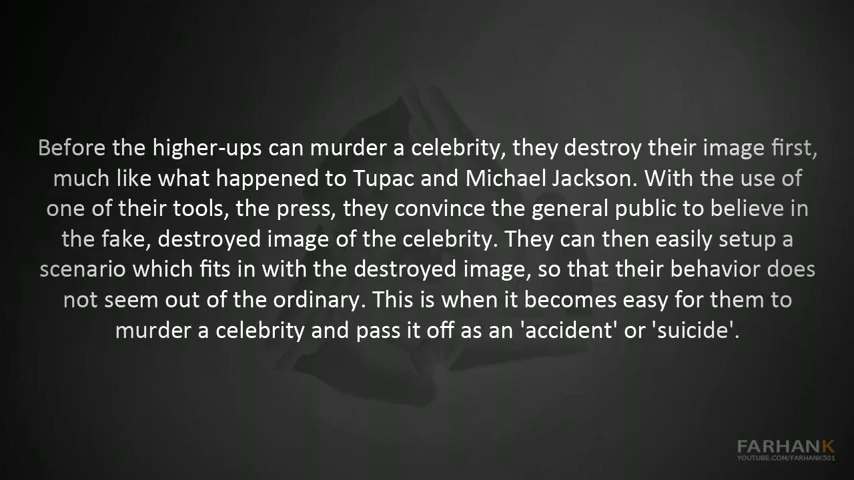 Before the higher-ups can murder a celebrity, they destroy their image first,
much like what happened to Tupac and Michael Jackson. With the use of
one of their tools, the press, they convince the general public to believe in
the fake, destroyed image of the celebrity. They can then easily setup a
scenario which fits in with the destroyed image, so that their behavior does
not seem out of the ordinary. This is when it becomes easy for them to
murder a celebrity and pass it off as an 'accident' or 'suicide'.
FARHANK
YOUTUBE.COM/FARHANK501